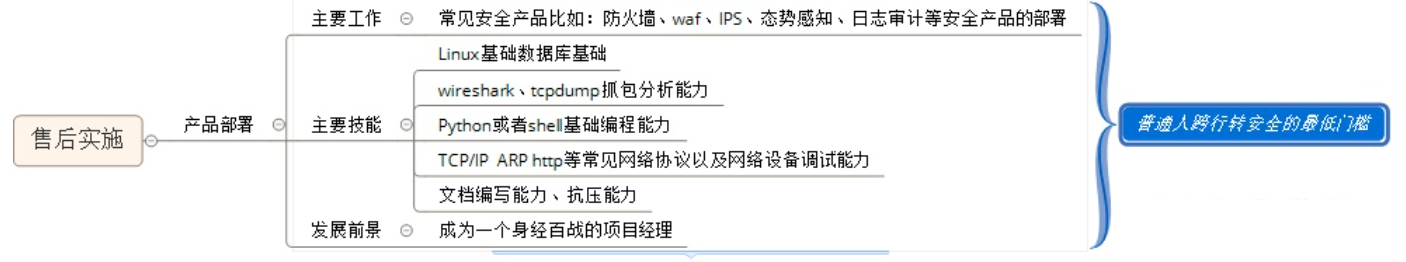 主要工作
常见安全产品比如：防火墙、waf、IPS、态势感知、日志审计等安全产品的部署
Linux基础数据库基础
wireshark、tcpdump抓包分析能力
售后实施
产品部署
主要技能
Python或者shell基础编程能力
普通人跨行转安全的最低门槛
TCP/IP ARP http等常见网络协议以及网络设备调试能力
文档编写能力、抗压能力
发展前景
成为一个身经百战的项目经理